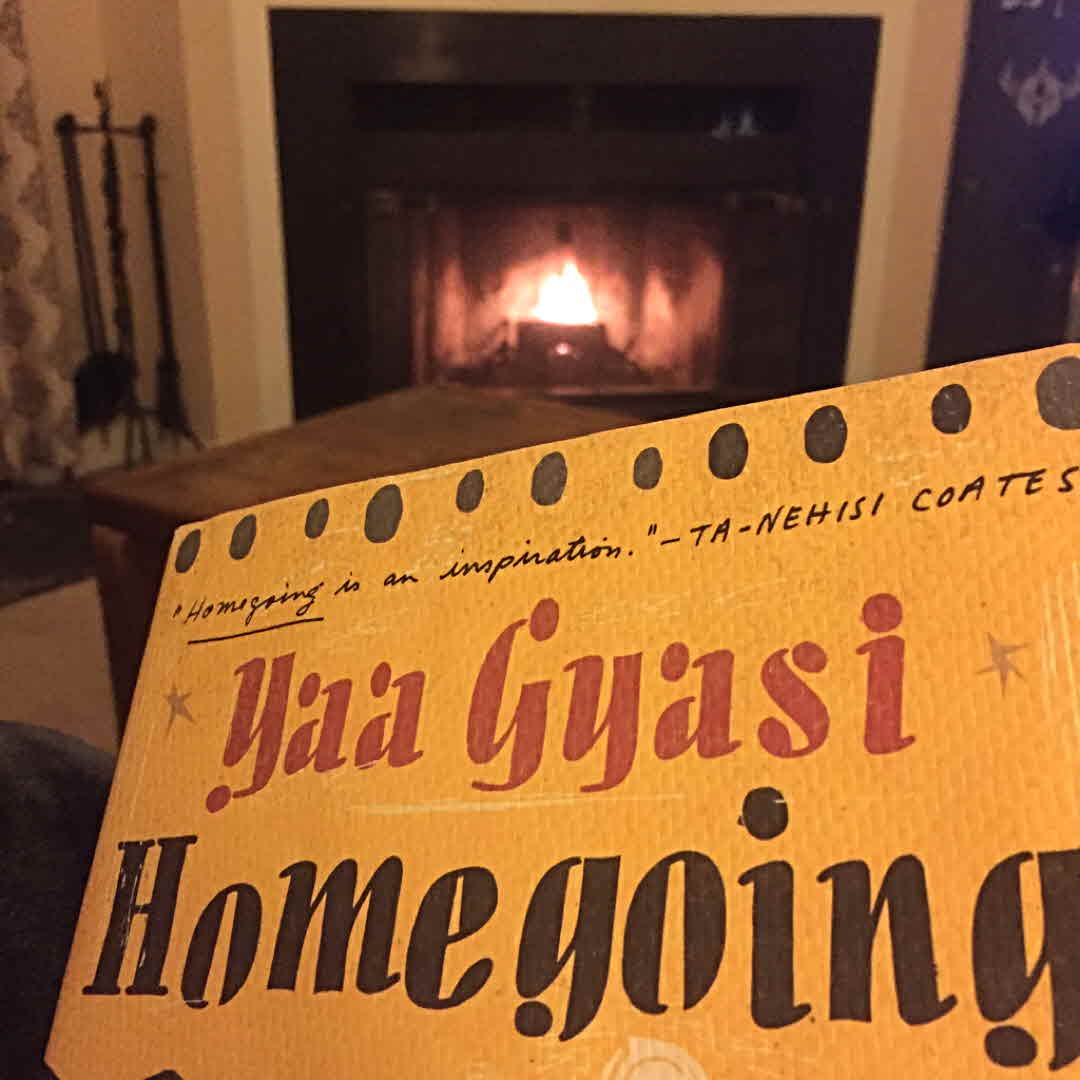 "Homegoing is an inspiration."—TA-NEHISI COATES
Yaa Gyasi
Homegoing